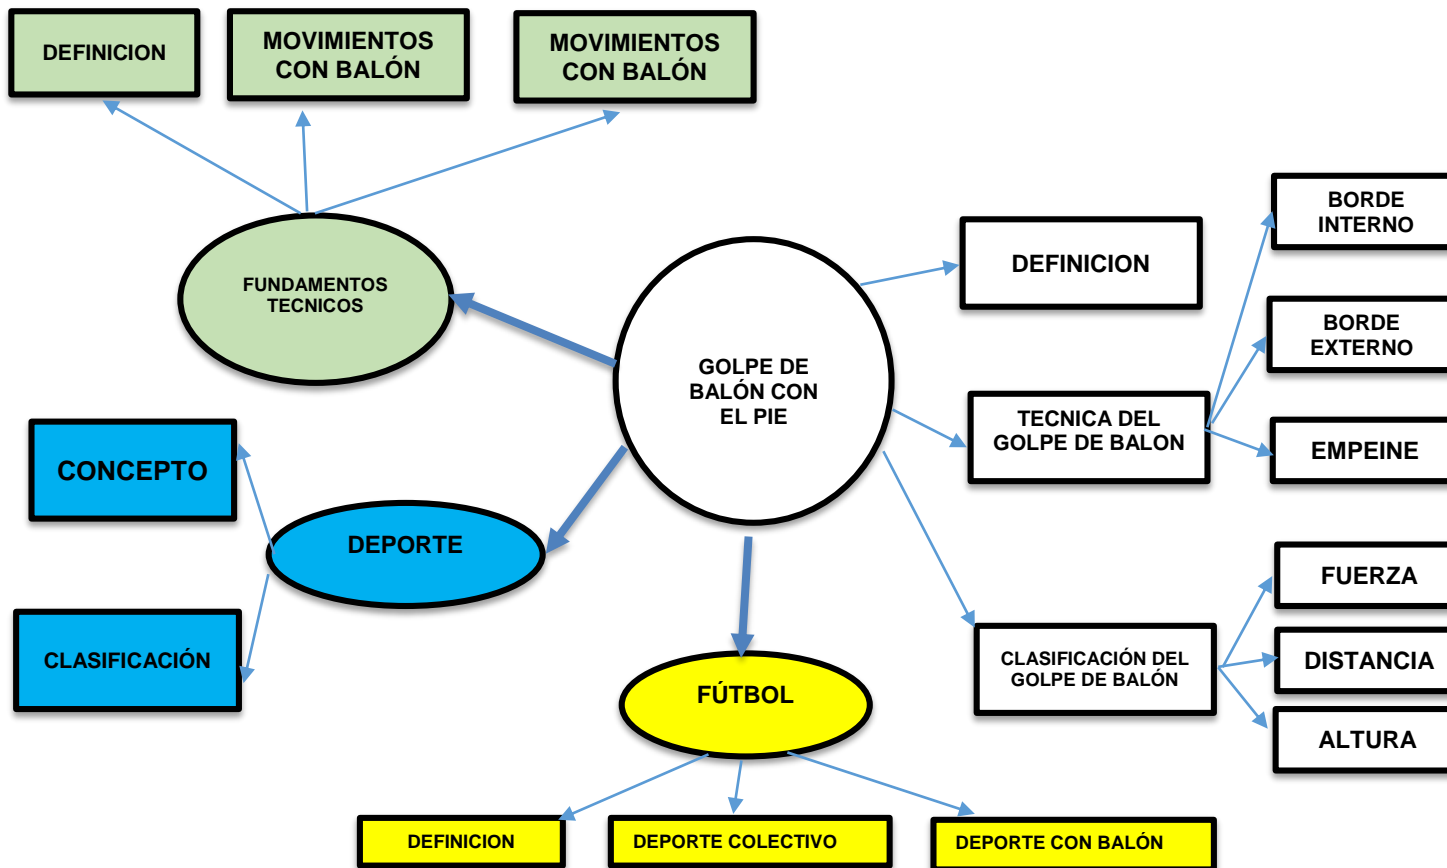 DEFINICION
MOVIMIENTOS
CON BALÓN
MOVIMIENTOS
CON BALÓN
FUNDAMENTOS
TECNICOS
GOLPE DE
BALÓN CON
EL PIE
DEFINICION
BORDE
INTERNO
BORDE
EXTERNO
TECNICA DEL
GOLPE DE BALON
EMPEINE
CONCEPTO
DEPORTE
CLASIFICACIÓN
FÚTBOL
CLASIFICACIÓN DEL
GOLPE DE BALÓN
FUERZA
DISTANCIA
ALTURA
DEFINICION
DEPORTE COLECTIVO
DEPORTE CON BALÓN